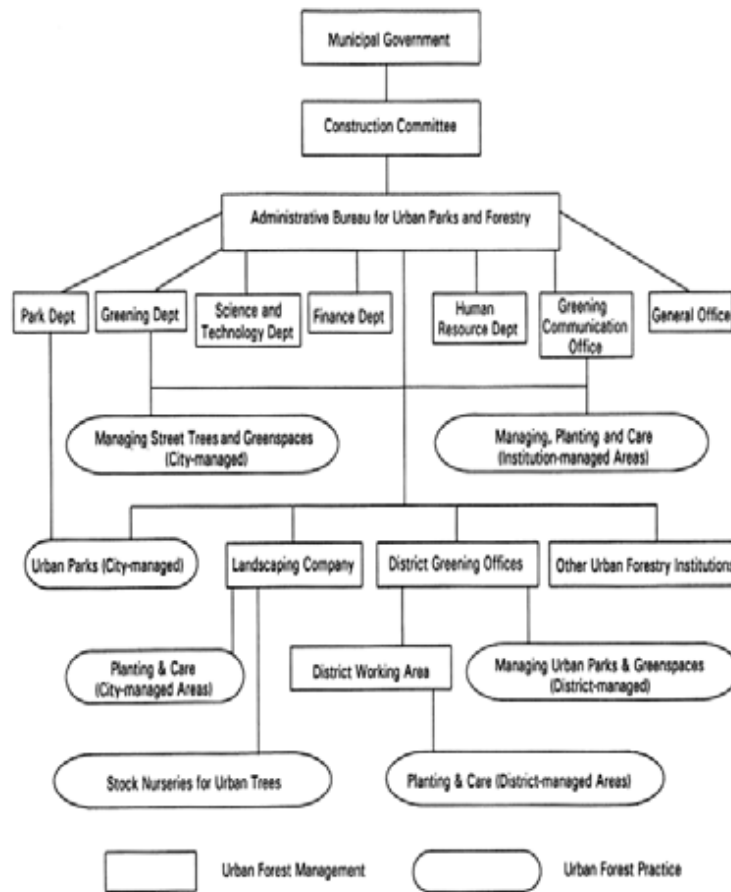 Municipal Government
Construction Committee
Administrative Bureau for Urban Parks and Forestry
Park Dept
Greening Dept
Science and
Technology Dept
Finance Dept
Human
Resource Dept
Greening
Communication
Office
General Office
Managing Street Trees and Greenspaces
(City-managed)
Managing, Planting and Care
(Institution-managed Areas)
Urban Parks (City-managed)
Landscaping Company
District Greening Offices
Other Urban Forestry Institutions
Planting & Care
(City-managed Areas)
District Working Area
Managing Urban Parks & Greenspaces
(District-managed)
Stock Nurseries for Urban Trees
Planting & Care (District-managed Areas)
Urban Forest Management
Urban Forest Practice